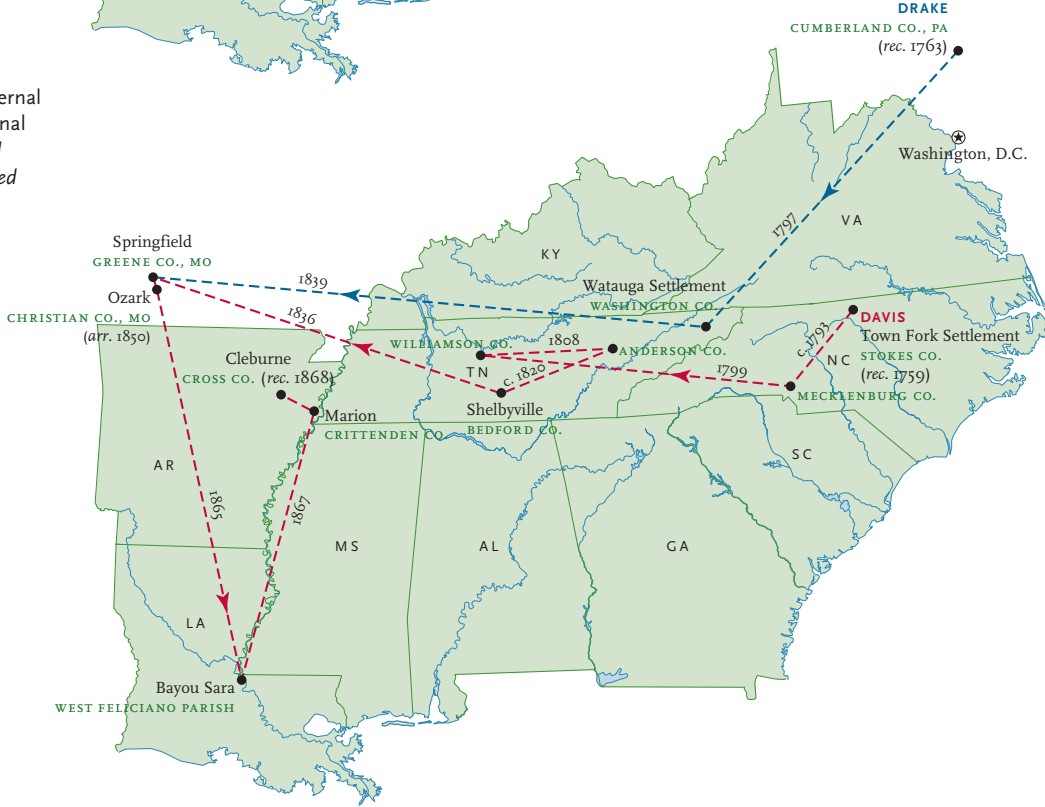 ernal
nal
ed
DRAKE
CUMBERLAND CO., PA
(rec. 1763)
Washington, D.C.
1797
VA
KY
Springfield
GREENE CO., MO
Ozark
CHRISTIAN CO., MO
(arr. 1850)
1839
1836
Watauga Settlement
WASHINGTON CO.
WILLIAMSON CO.
1808
ANDERSON CO.
TN
c. 1820
1799
Shelbyville
BEDFORD CO.
DAVIS
Town Fork Settlement
STOKES CO.
(rec. 1759)
c. 1793
NC
MECKLENBURG CO.
Cleburne
CROSS CO. (rec. 1868)
Marion
CRITTENDEN CO.
AR
SC
1865
1867
MS
AL
GA
LA
Bayou Sara
WEST FELICIANO PARISH